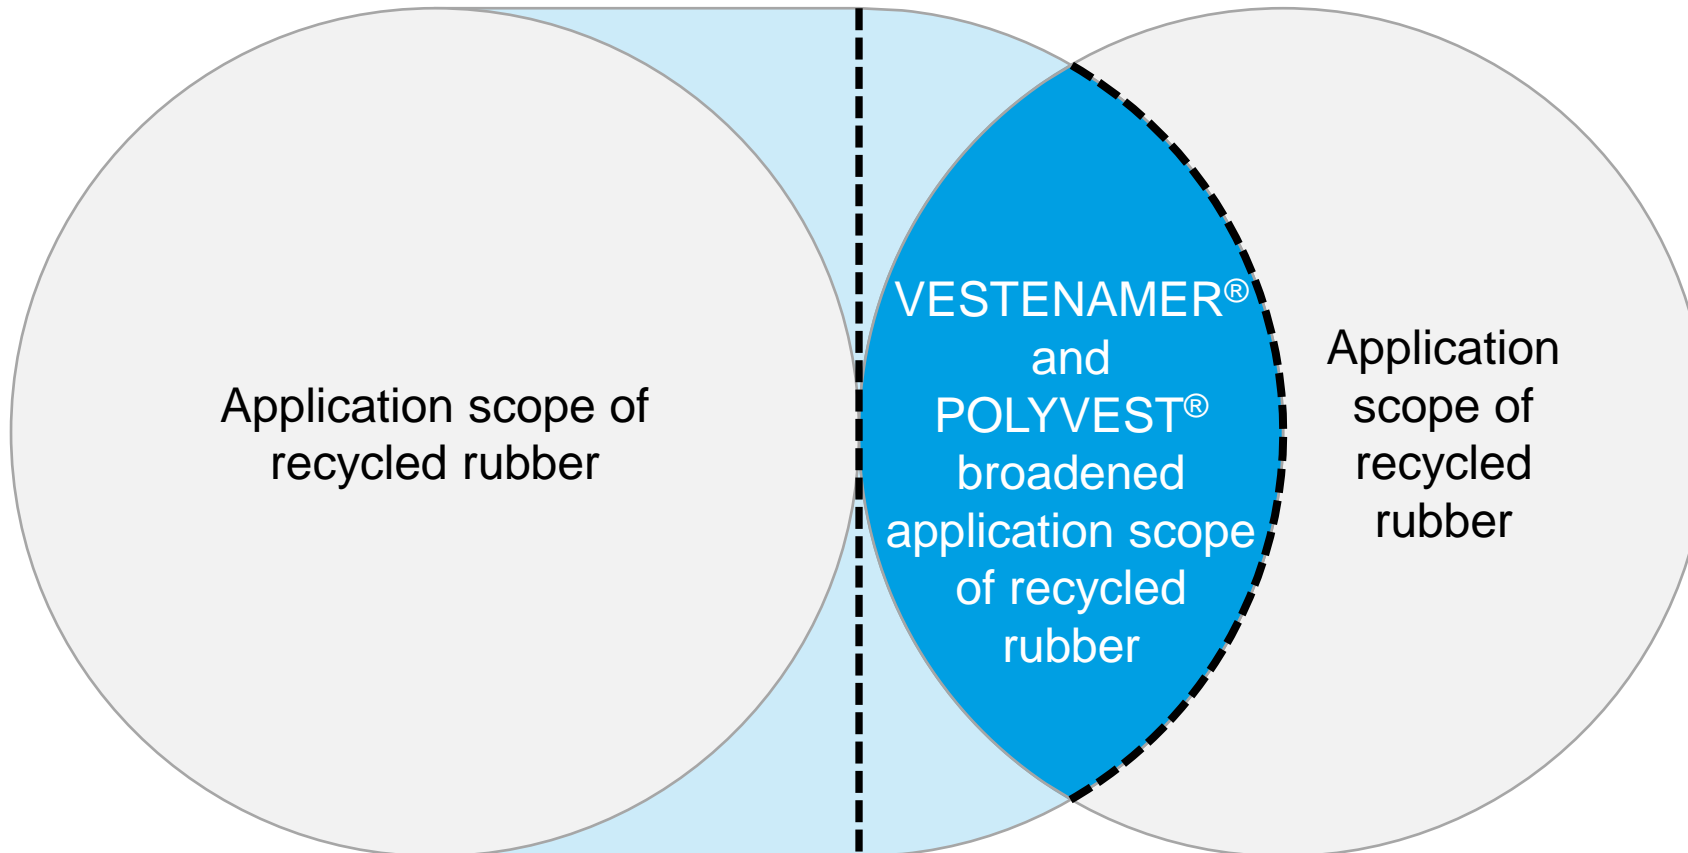 Application scope of
recycled rubber
VESTENAMER®
and
POLYVEST®
broadened
application scope
of recycled
rubber
Application
scope of
recycled
rubber